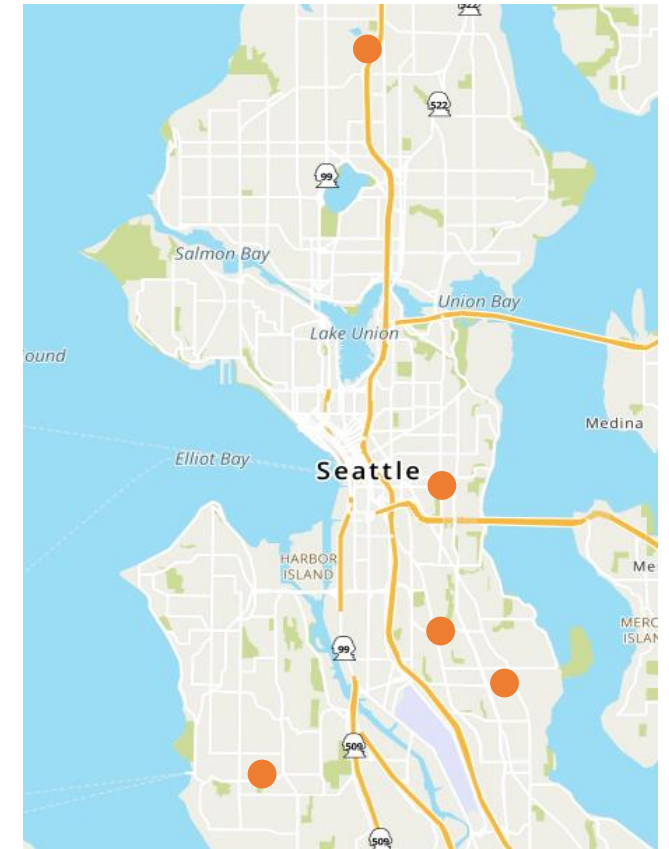 522
522
99
Salmon Bay
Union Bay
Lake Union
ound
Medina
Elliot Bay
Seattle
HARBOR
ISLAND
Me
MERC
ISLAN
99
509
509